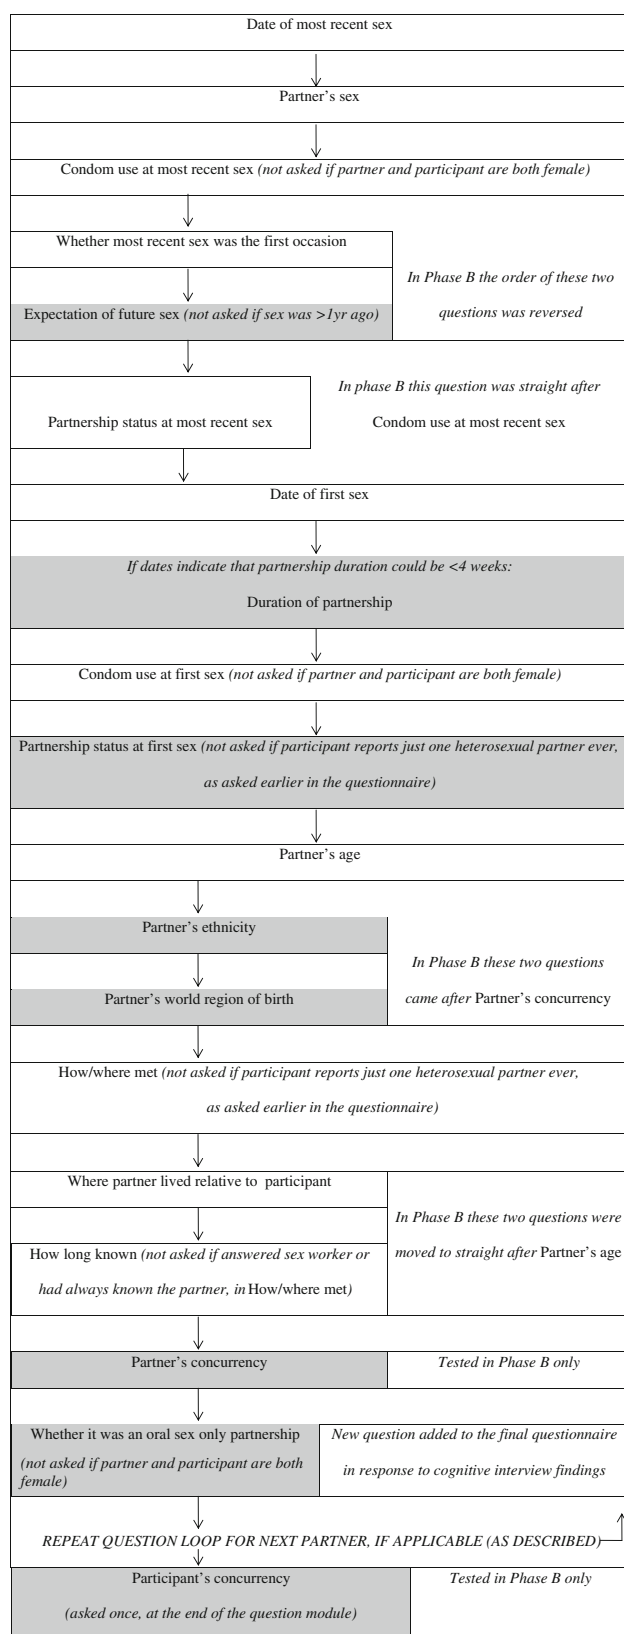 Date of most recent sex
Partner's sex
Condom use at most recent sex (not asked if partner and participant are both female)
Whether most recent sex was the first occasion
In Phase B the order of these two
Expectation of future sex (not asked if sex was >1yr ago)
questions was reversed
In phase B this question was straight after
Partnership status at most recent sex
Condom use at most recent sex
Date of first sex
If dates indicate that partnership duration could be <4 weeks:
Duration of partnership
Condom use at first sex (not asked if partner and participant are both female)
Partnership status at first sex (not asked if participant reports just one heterosexual partner ever,
as asked earlier in the questionnaire)
Partner's age
Partner's ethnicity
In Phase B these two questions
Partner's world region of birth
came after Partner's concurrency
How/where met (not asked if participant reports just one heterosexual partner ever,
as asked earlier in the questionnaire)
Where partner lived relative to participant
In Phase B these two questions were
How long known (not asked if answered sex worker or
moved to straight after Partner's age
had always known the partner, in How/where met)
Partner's concurrency
Tested in Phase B only
Whether it was an oral sex only partnership
(not asked if partner and participant are both
female)
New question added to the final questionnaire
in response to cognitive interview findings
REPEAT QUESTION LOOP FOR NEXT PARTNER, IF APPLICABLE (AS DESCRIBED)
Participant's concurrency
Tested in Phase B only
(asked once, at the end of the question module)